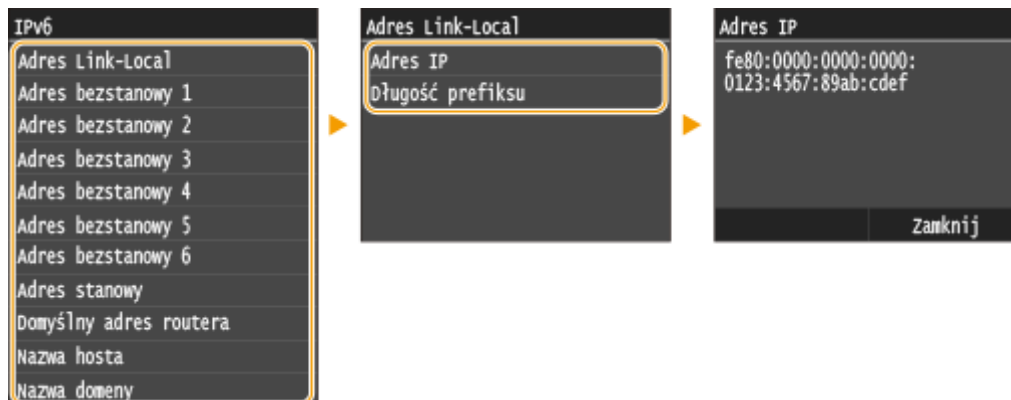 IPv6
Adres Link-Local
Adres bezstanowy 1
Adres bezstanowy 2
Adres bezstanowy 3
Adres bezstanowy 4
Adres bezstanowy 5
Adres bezstanowy 6
Adres stanowy
Domyślny adres routera
Nazwa hosta
Nazwa domeny
Adres Link-Local
Adres IP
Długość prefiksu
Adres IP
fe80:0000:0000:0000:
0123:4567:89ab:cdef
Zamknij